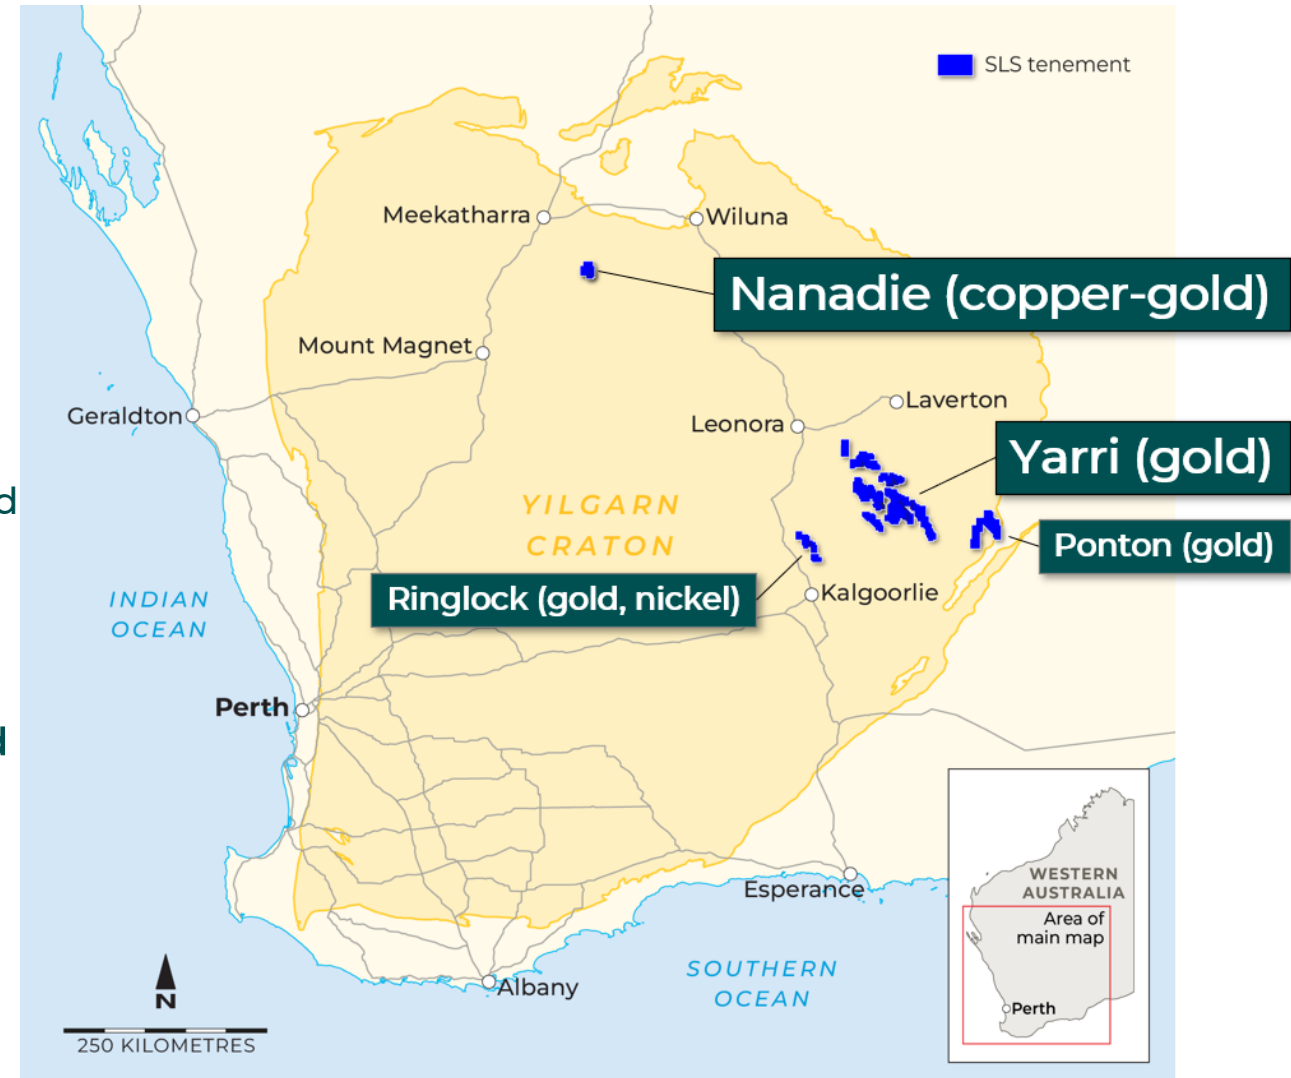 SLS tenement
Meekatharra
Wiluna
Nanadie (copper-gold)
Mount Magnet
Geraldton
Laverton
Leonora
Yarri (gold)
YILGARN
CRATON
d
Ponton (gold)
Ringlock (gold, nickel)
Kalgoorlie
INDIAN
OCEAN
Perth
d
Esperance
WESTERN
AUSTRALIA
Area of
main map
Perth
SOUTHERN
OCEAN
Albany
N
250 KILOMETRES